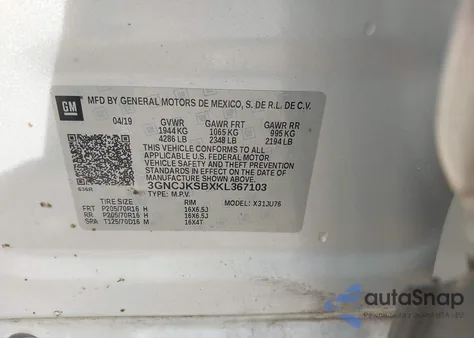 GM
MFD BY GENERAL MOTORS DE MEXICO, S. DE R.L. DE C.V.
04/19 GVWR GAWR FRT GAWR RR
1944 KG 1065 KG 995 KG
4286 LB 2348 LB 2194 LB
THIS VEHICLE CONFORMS TO ALL
APPLICABLE U.S. FEDERAL MOTOR
VEHICLE SAFETY AND THEFT PREVENTION
STANDARDS IN EFFECT ON THE DATE
OF MANUFACTURE SHOWN ABOVE.
3GNCJKSBXKL367103
TYPE: M.P.V. MODEL: X31JU76
TIRE SIZE RIM
FRT P205/70R16 H 16X6.5J
RR P205/70R16 H 16X6.5J
SPA T125/70D16 M 16X4T
autoSnap